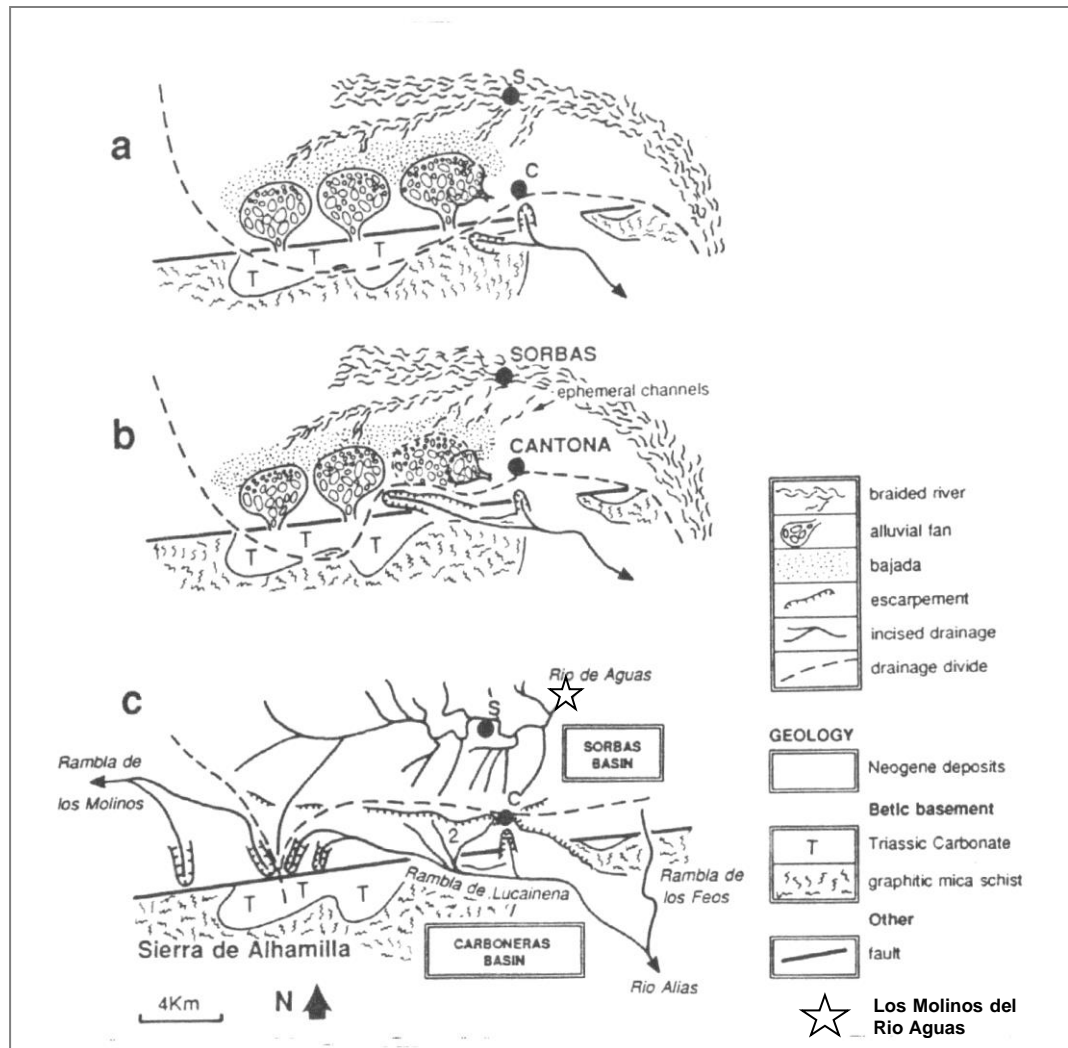 a
S
C
T
T
T
T
b
SORBAS
ephemeral channels
CANTONA
T
T
T
c
Rio de Aguas
S
SORBAS
BASIN
Rambla de
los Molinos
C
2
Rambla de Lucainena
Rambla de
los Feos
T
T
T
Sierra de Alhamilla
CARBONERAS
BASIN
Rio Alias
4Km
N
braided river
alluvial fan
bajada
escarpement
incised drainage
drainage divide
GEOLOGY
Neogene deposits
Betic basement
T
Triassic Carbonate
graphitic mica schist
Other
fault
Los Molinos del
Rio Aguas